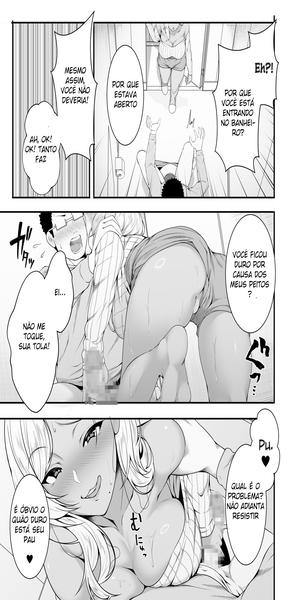 Eh?!
POR QUE
VOCÊ ESTÁ
ENTRANDO
NO BANHEI-
RO?
POR QUE
ESTAVA
ABERTO
MESMO
ASSIM,
VOCÊ NÃO
DEVERIA!
AH, OK,
OK! TANTO
FAZ
VOCÊ FICOU
DURO POR
CAUSA DOS
MEUS PEITOS
?
EI...
NÃO ME
TOQUE,
SUA TOLA!
Pu.
♥
QUAL É O
PROBLEMA?
NÃO ADIANTA
RESISTIR
É ÓBVIO O
QUÃO DURO
ESTÁ SEU
PAU
♥